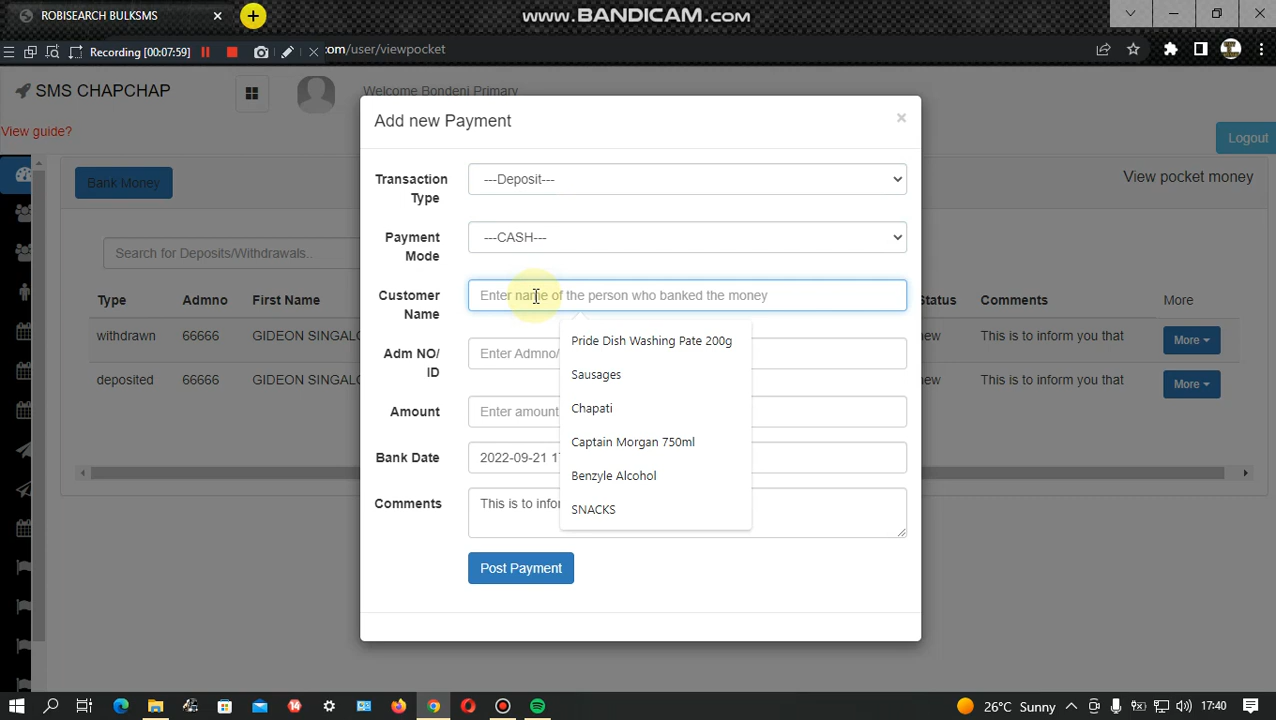 ROBISEARCH BULKSMS
www.BANDICAM.com
Recording [00:07:59]
:om/user/viewpocket
SMS CHAPCHAP
Welcome Bondeni Primary
View guide?
Logout
Bank Money
View pocket money
Search for Deposits/Withdrawals..
Type Admno First Name Status Comments More
withdrawn 66666 GIDEON SINGALO new This is to inform you that More
deposited 66666 GIDEON SINGALO new This is to inform you that More
Add new Payment
×
Transaction Type
---Deposit---
Payment Mode
---CASH---
Customer Name
Enter name of the person who banked the money
Pride Dish Washing Pate 200g
Sausages
Chapati
Captain Morgan 750ml
Benzyle Alcohol
SNACKS
Adm NO/ ID
Enter Admno/
Amount
Enter amount
Bank Date
2022-09-21 1
Comments
This is to infor
Post Payment
26°C Sunny
17:40